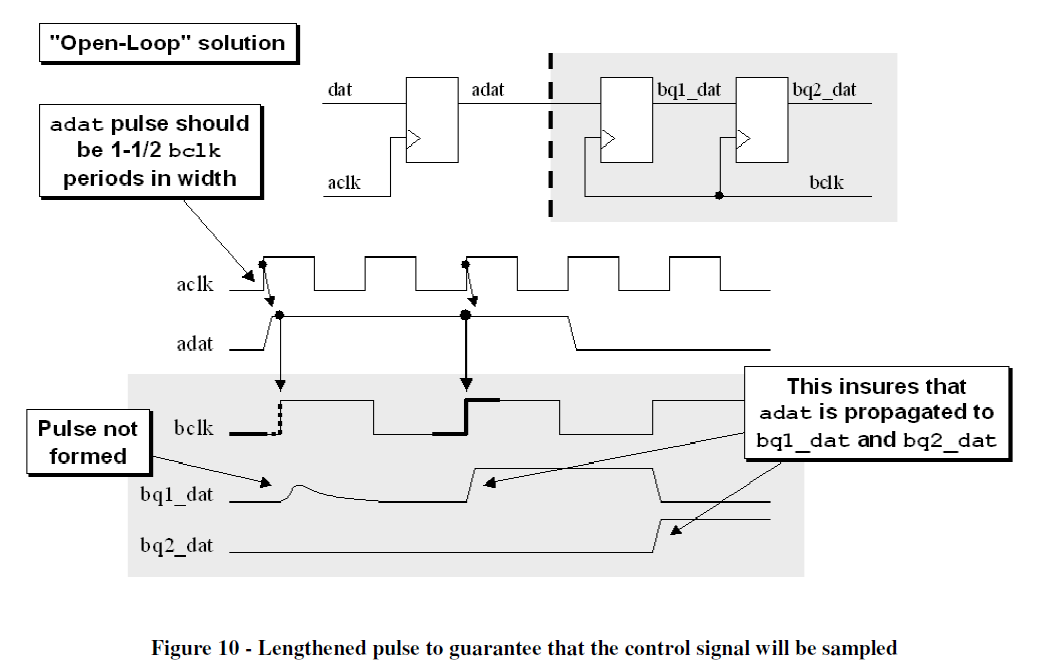 "Open-Loop" solution
dat
adat
bq1_dat
bq2_dat
adat pulse should
be 1-1/2 bclk
periods in width
aclk
bclk
aclk
adat
This insures that
adat is propagated to
bq1_dat and bq2_dat
Pulse not
formed
bclk
bq1_dat
bq2_dat
Figure 10 - Lengthened pulse to guarantee that the control signal will be sampled